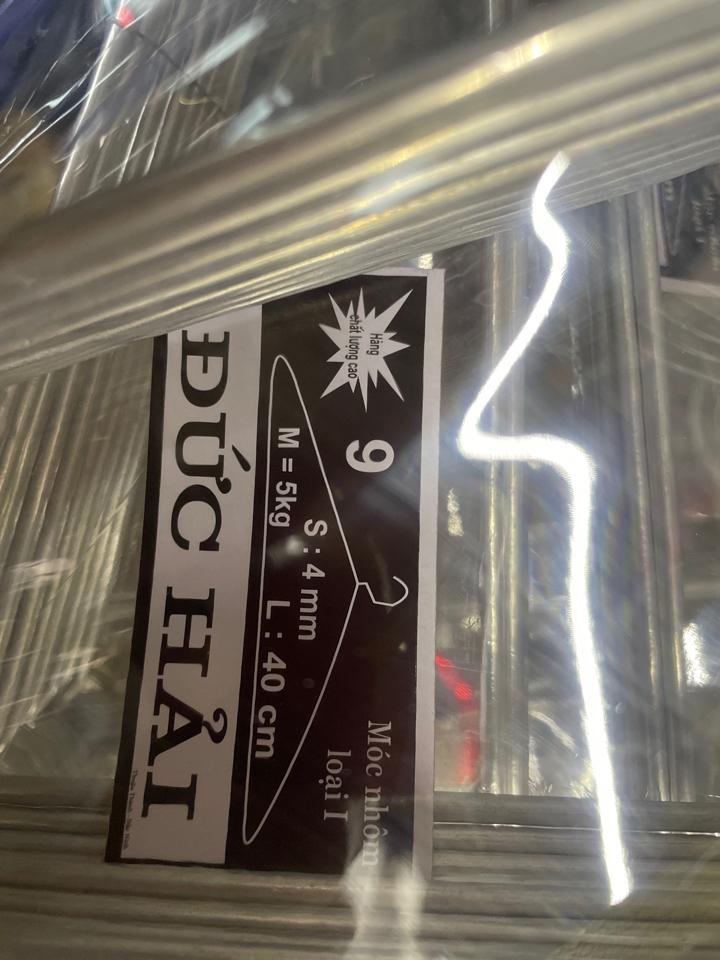 Hàng
chất lượng cao
9
Móc nhôm
loại I
S : 4 mm
M = 5kg
L : 40 cm
ĐỨC HẢI